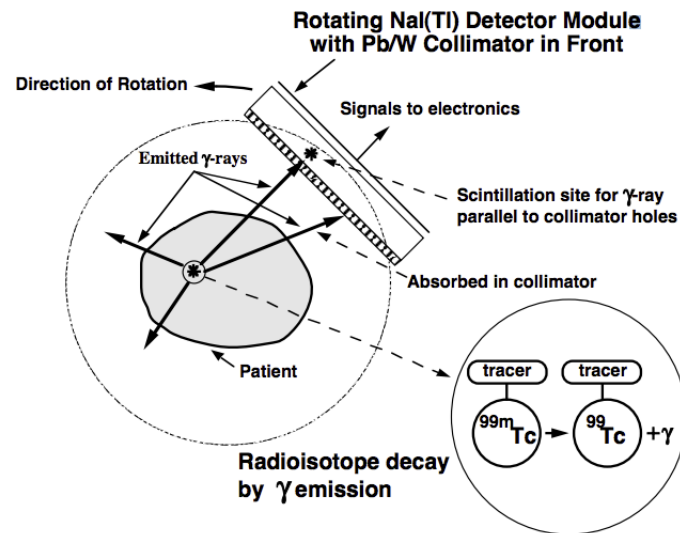 Rotating NaI(Tl) Detector Module
with Pb/W Collimator in Front
Direction of Rotation
Signals to electronics
Emitted γ-rays
Scintillation site for γ-ray
parallel to collimator holes
Absorbed in collimator
Patient
tracer
tracer
99mTc
99Tc
+γ
Radioisotope decay
by γ emission